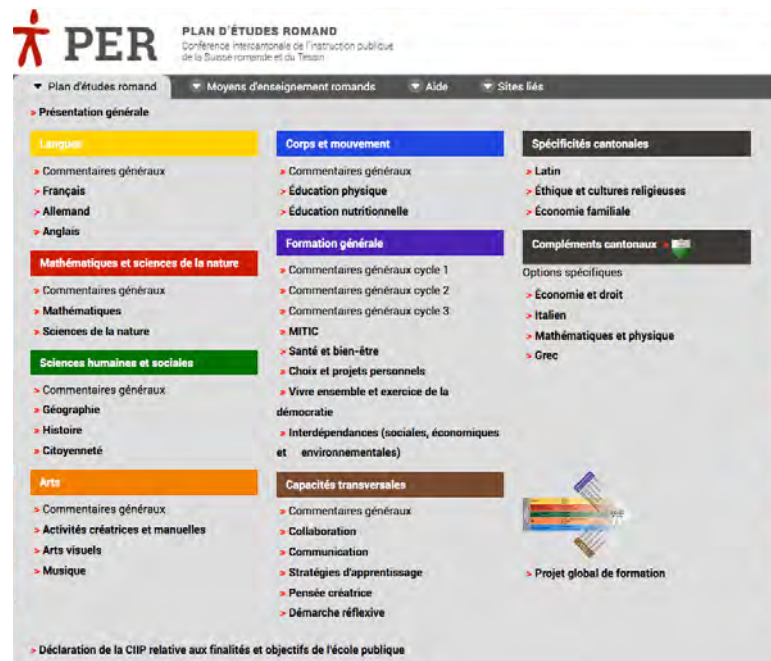 PER
PLAN D'ÉTUDES ROMAND
Conférence intercantonale de l'instruction publique
de la Suisse romande et du Tessin
Plan d'études romand
Moyens d'enseignement romands
Aide
Sites liés
» Présentation générale
Langues
» Commentaires généraux
» Français
» Allemand
» Anglais
Mathématiques et sciences de la nature
» Commentaires généraux
» Mathématiques
» Sciences de la nature
Sciences humaines et sociales
» Commentaires généraux
» Géographie
» Histoire
» Citoyenneté
Arts
» Commentaires généraux
» Activités créatrices et manuelles
» Arts visuels
» Musique
Corps et mouvement
» Commentaires généraux
» Éducation physique
» Éducation nutritionnelle
Formation générale
» Commentaires généraux cycle 1
» Commentaires généraux cycle 2
» Commentaires généraux cycle 3
» MITIC
» Santé et bien-être
» Choix et projets personnels
» Vivre ensemble et exercice de la
démocratie
» Interdépendances (sociales, économiques
et environnementales)
Capacités transversales
» Commentaires généraux
» Collaboration
» Communication
» Stratégies d'apprentissage
» Pensée créatrice
» Démarche réflexive
Spécificités cantonales
» Latin
» Éthique et cultures religieuses
» Économie familiale
Compléments cantonaux »
Options spécifiques
» Économie et droit
» Italien
» Mathématiques et physique
» Grec
» Projet global de formation
» Déclaration de la CIIP relative aux finalités et objectifs de l'école publique